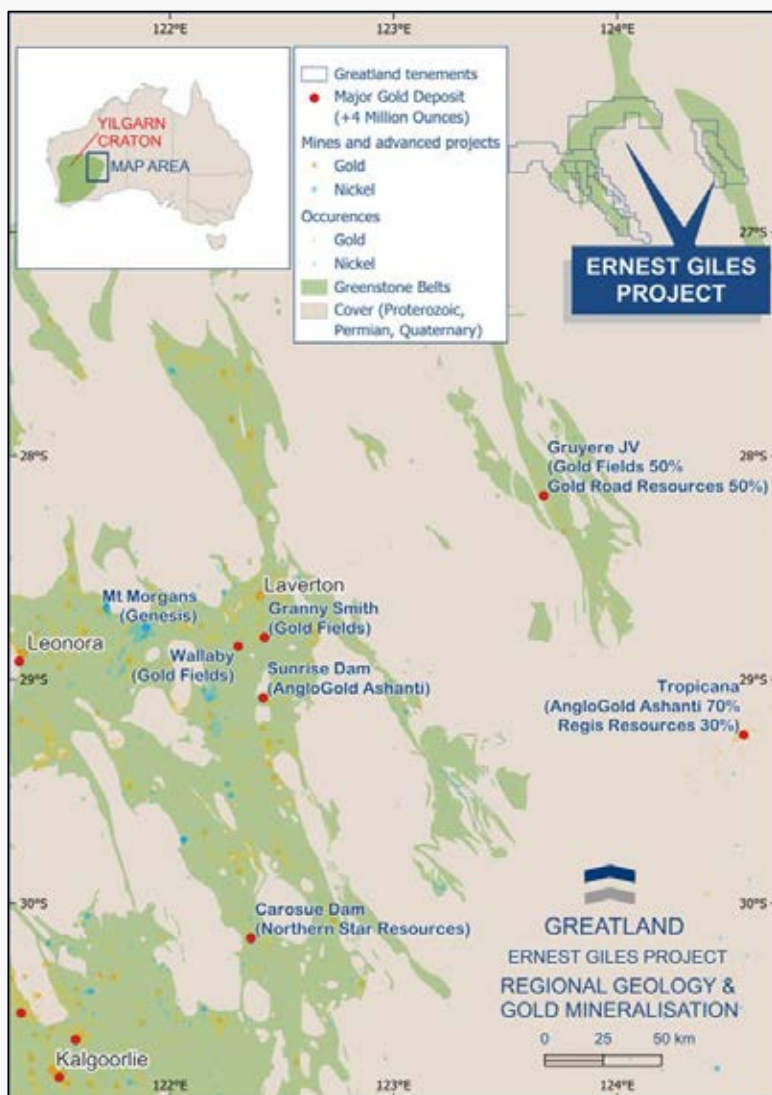 122°E
123°E
124°E
YILGARN
CRATON
MAP AREA
Greatland tenements
Major Gold Deposit
(+4 Million Ounces)
Mines and advanced projects
Gold
Nickel
Occurences
Gold
Nickel
Greenstone Belts
Cover (Proterozoic,
Permian, Quaternary)
27°S
ERNEST GILES
PROJECT
28°S
28°S
Gruyere JV
(Gold Fields 50%
Gold Road Resources 50%)
Mt Morgans
(Genesis)
Laverton
Granny Smith
(Gold Fields)
Leonora
Wallaby
(Gold Fields)
Sunrise Dam
(AngloGold Ashanti)
29°S
29°S
Tropicana
(AngloGold Ashanti 70%
Regis Resources 30%)
30°S
30°S
Carosue Dam
(Northern Star Resources)
GREATLAND
ERNEST GILES PROJECT
REGIONAL GEOLOGY &
GOLD MINERALISATION
0 25 50 km
Kalgoorlie
122°E
123°E
124°E